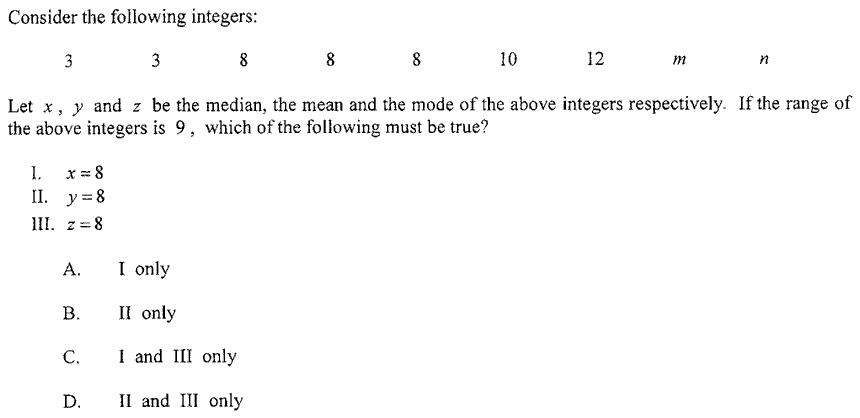 Consider the following integers:
3 3 8 8 8 10 12 m n
Let x , y and z be the median, the mean and the mode of the above integers respectively. If the range of
the above integers is 9 , which of the following must be true?
I. x = 8
II. y = 8
III. z = 8
A. I only
B. II only
C. I and III only
D. II and III only